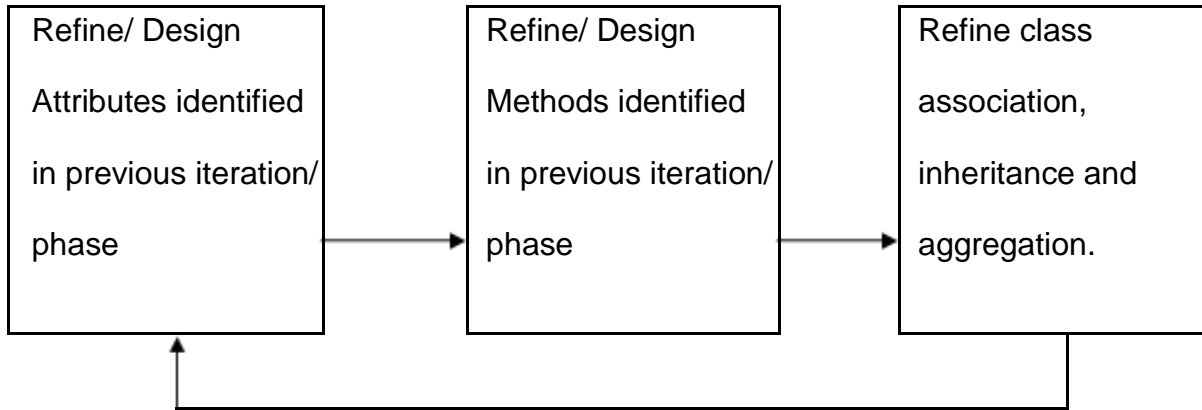 Refine/ Design
Attributes identified
in previous iteration/
phase
Refine/ Design
Methods identified
in previous iteration/
phase
Refine class
association,
inheritance and
aggregation.